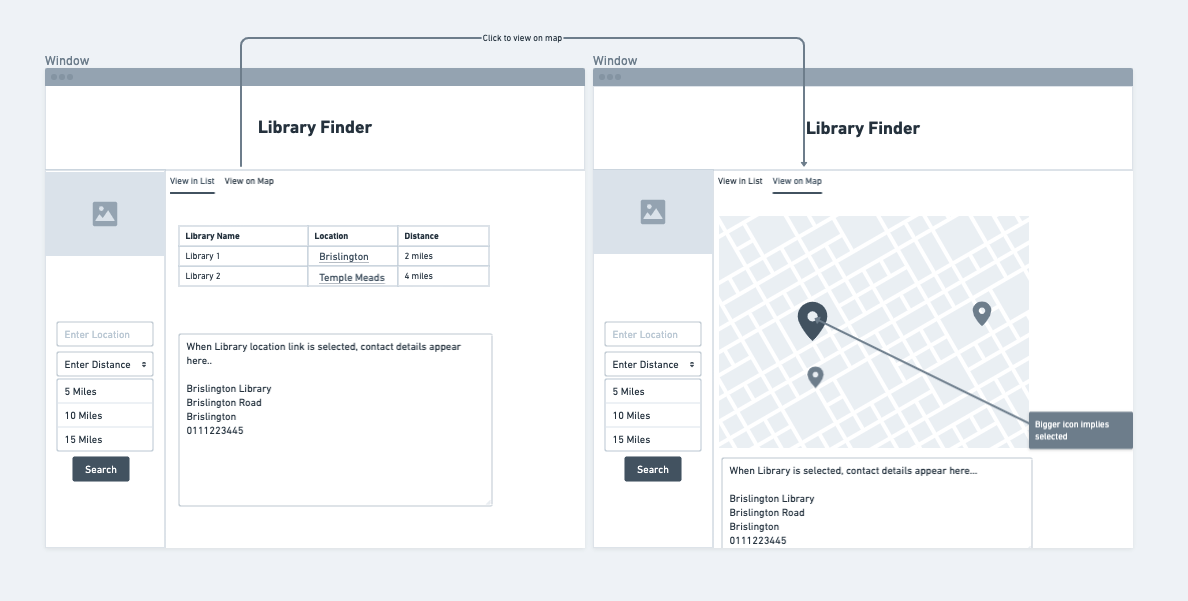 Click to view on map
Window
Library Finder
View in List View on Map
Library Name Location Distance
Library 1 Brislington 2 miles
Library 2 Temple Meads 4 miles
Enter Location
Enter Distance
5 Miles
10 Miles
15 Miles
Search
When Library location link is selected, contact details appear
here..
Brislington Library
Brislington Road
Brislington
0111223445
Window
Library Finder
View in List View on Map
Enter Location
Enter Distance
5 Miles
10 Miles
15 Miles
Search
Bigger icon implies
selected
When Library is selected, contact details appear here...
Brislington Library
Brislington Road
Brislington
0111223445